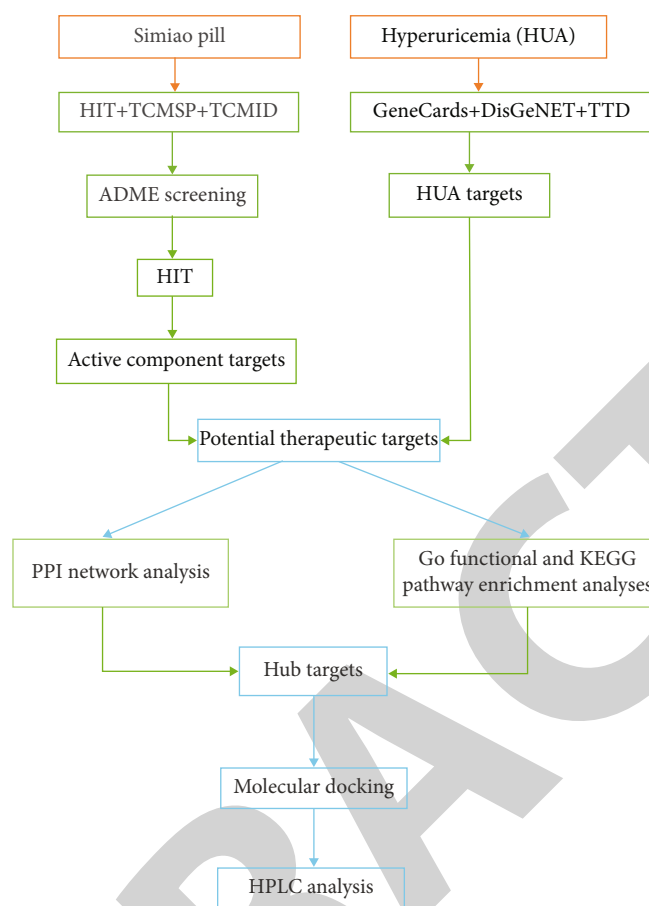 Simiao pill
Hyperuricemia (HUA)
HIT+TCMSP+TCMID
GeneCards+DisGeNET+TTD
ADME screening
HUA targets
HIT
Active component targets
Potential therapeutic targets
PPI network analysis
Go functional and KEGG
pathway enrichment analyses
Hub targets
Molecular docking
HPLC analysis